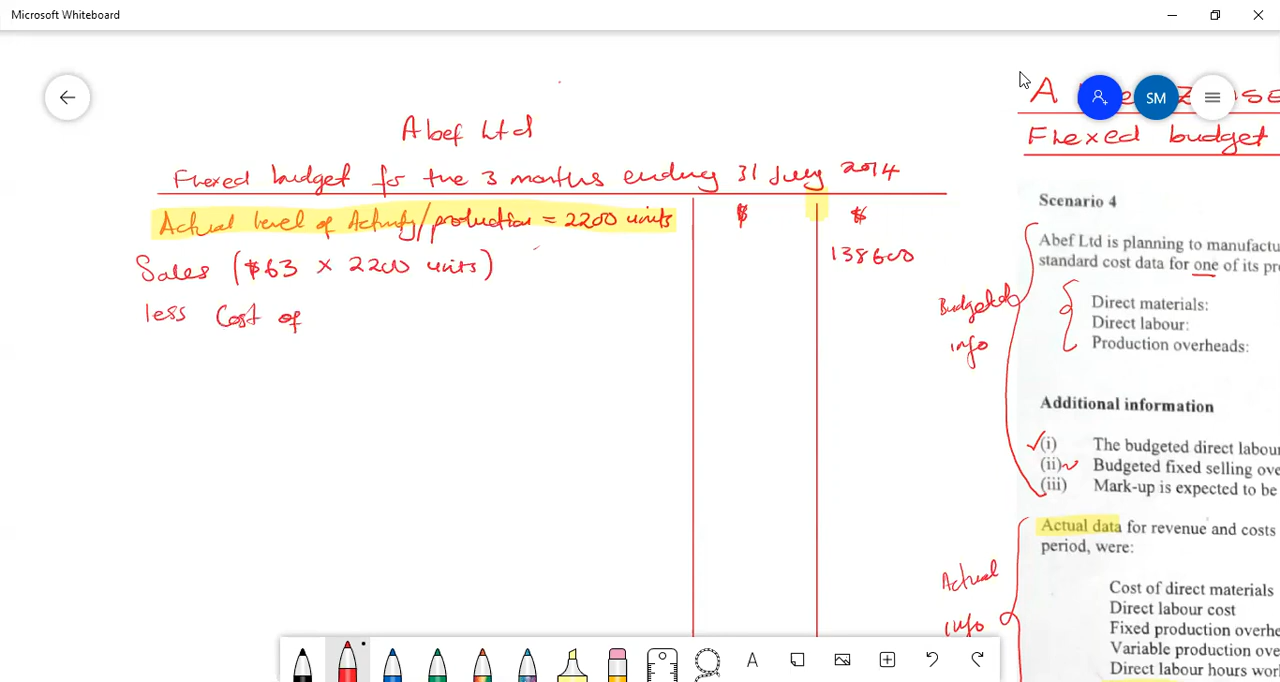 Microsoft Whiteboard
SM
Abef Ltd
Flexed budget for the 3 months ending 31 July 2014
Actual level of Activity/production = 2200 units $ $
Sales ($63 × 2200 units) 138600
less Cost of
A
Flexed budget
Scenario 4
Abef Ltd is planning to manufactu
standard cost data for one of its pr
Direct materials:
Direct labour:
Production overheads:
Budgeted
info
Additional information
(i) The budgeted direct labour
(ii) Budgeted fixed selling ove
(iii) Mark-up is expected to be
Actual data for revenue and costs
period, were:
Actual
info
Cost of direct materials
Direct labour cost
Fixed production overhe
Variable production ove
Direct labour hours wor
A